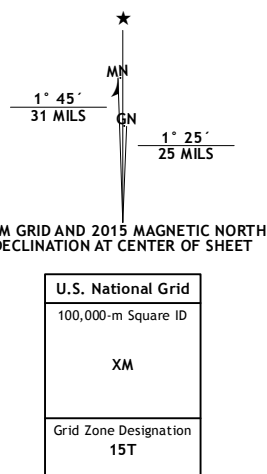 ★
MN
1° 45´
31 MILS
GN
1° 25´
25 MILS
M GRID AND 2015 MAGNETIC NORTH
DECLINATION AT CENTER OF SHEET
U.S. National Grid
100,000-m Square ID
XM
Grid Zone Designation
15T